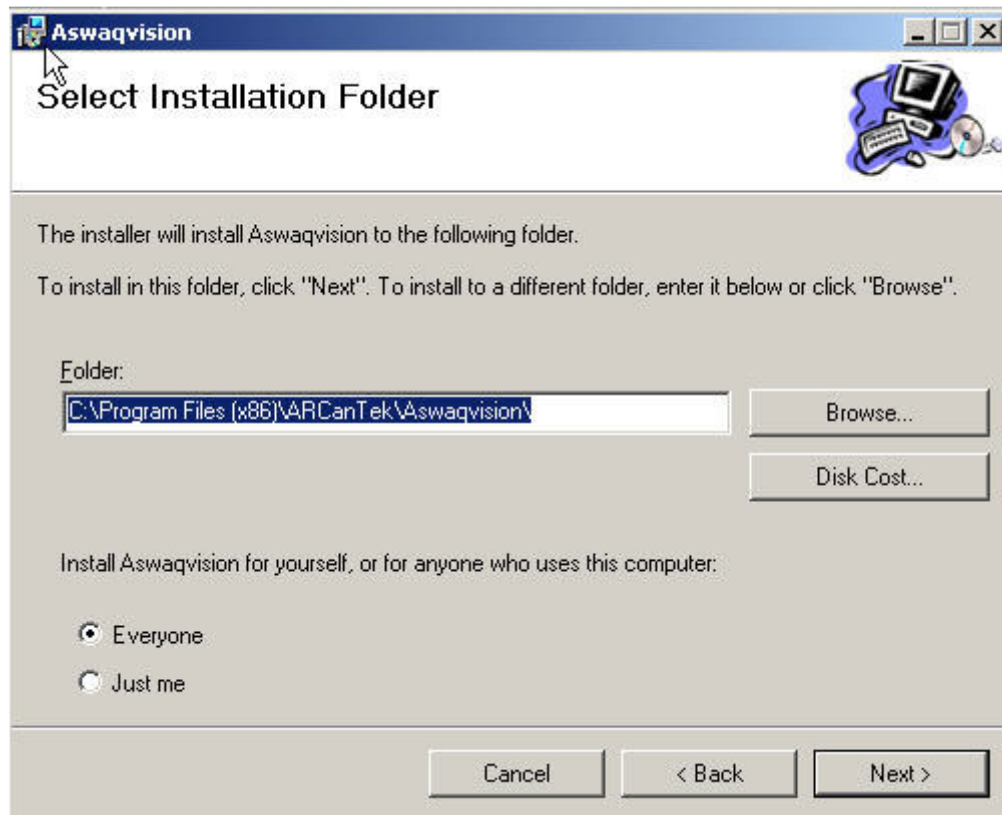 Aswaqvision
Select Installation Folder
The installer will install Aswaqvision to the following folder.
To install in this folder, click "Next". To install to a different folder, enter it below or click "Browse".
Folder:
C:\Program Files (x86)\ARCanTek\Aswaqvision\
Browse...
Disk Cost...
Install Aswaqvision for yourself, or for anyone who uses this computer:
Everyone
Just me
Cancel
< Back
Next >